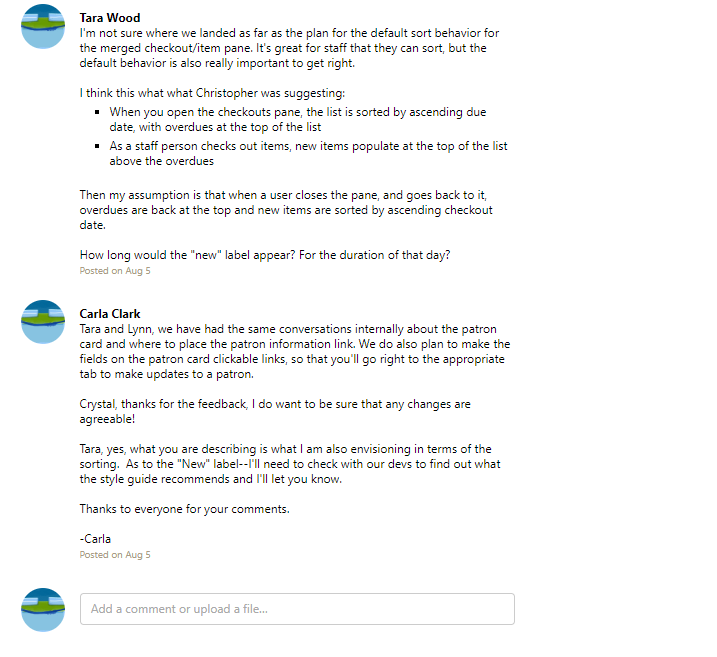 Tara Wood
I'm not sure where we landed as far as the plan for the default sort behavior for
the merged checkout/item pane. It's great for staff that they can sort, but the
default behavior is also really important to get right.
I think this what what Christopher was suggesting:
▪ When you open the checkouts pane, the list is sorted by ascending due
date, with overdues at the top of the list
▪ As a staff person checks out items, new items populate at the top of the list
above the overdues
Then my assumption is that when a user closes the pane, and goes back to it,
overdues are back at the top and new items are sorted by ascending checkout
date.
How long would the "new" label appear? For the duration of that day?
Posted on Aug 5
Carla Clark
Tara and Lynn, we have had the same conversations internally about the patron
card and where to place the patron information link. We do also plan to make the
fields on the patron card clickable links, so that you'll go right to the appropriate
tab to make updates to a patron.
Crystal, thanks for the feedback, I do want to be sure that any changes are
agreeable!
Tara, yes, what you are describing is what I am also envisioning in terms of the
sorting.  As to the "New" label--I'll need to check with our devs to find out what
the style guide recommends and I'll let you know.
Thanks to everyone for your comments.
-Carla
Posted on Aug 5
Add a comment or upload a file...